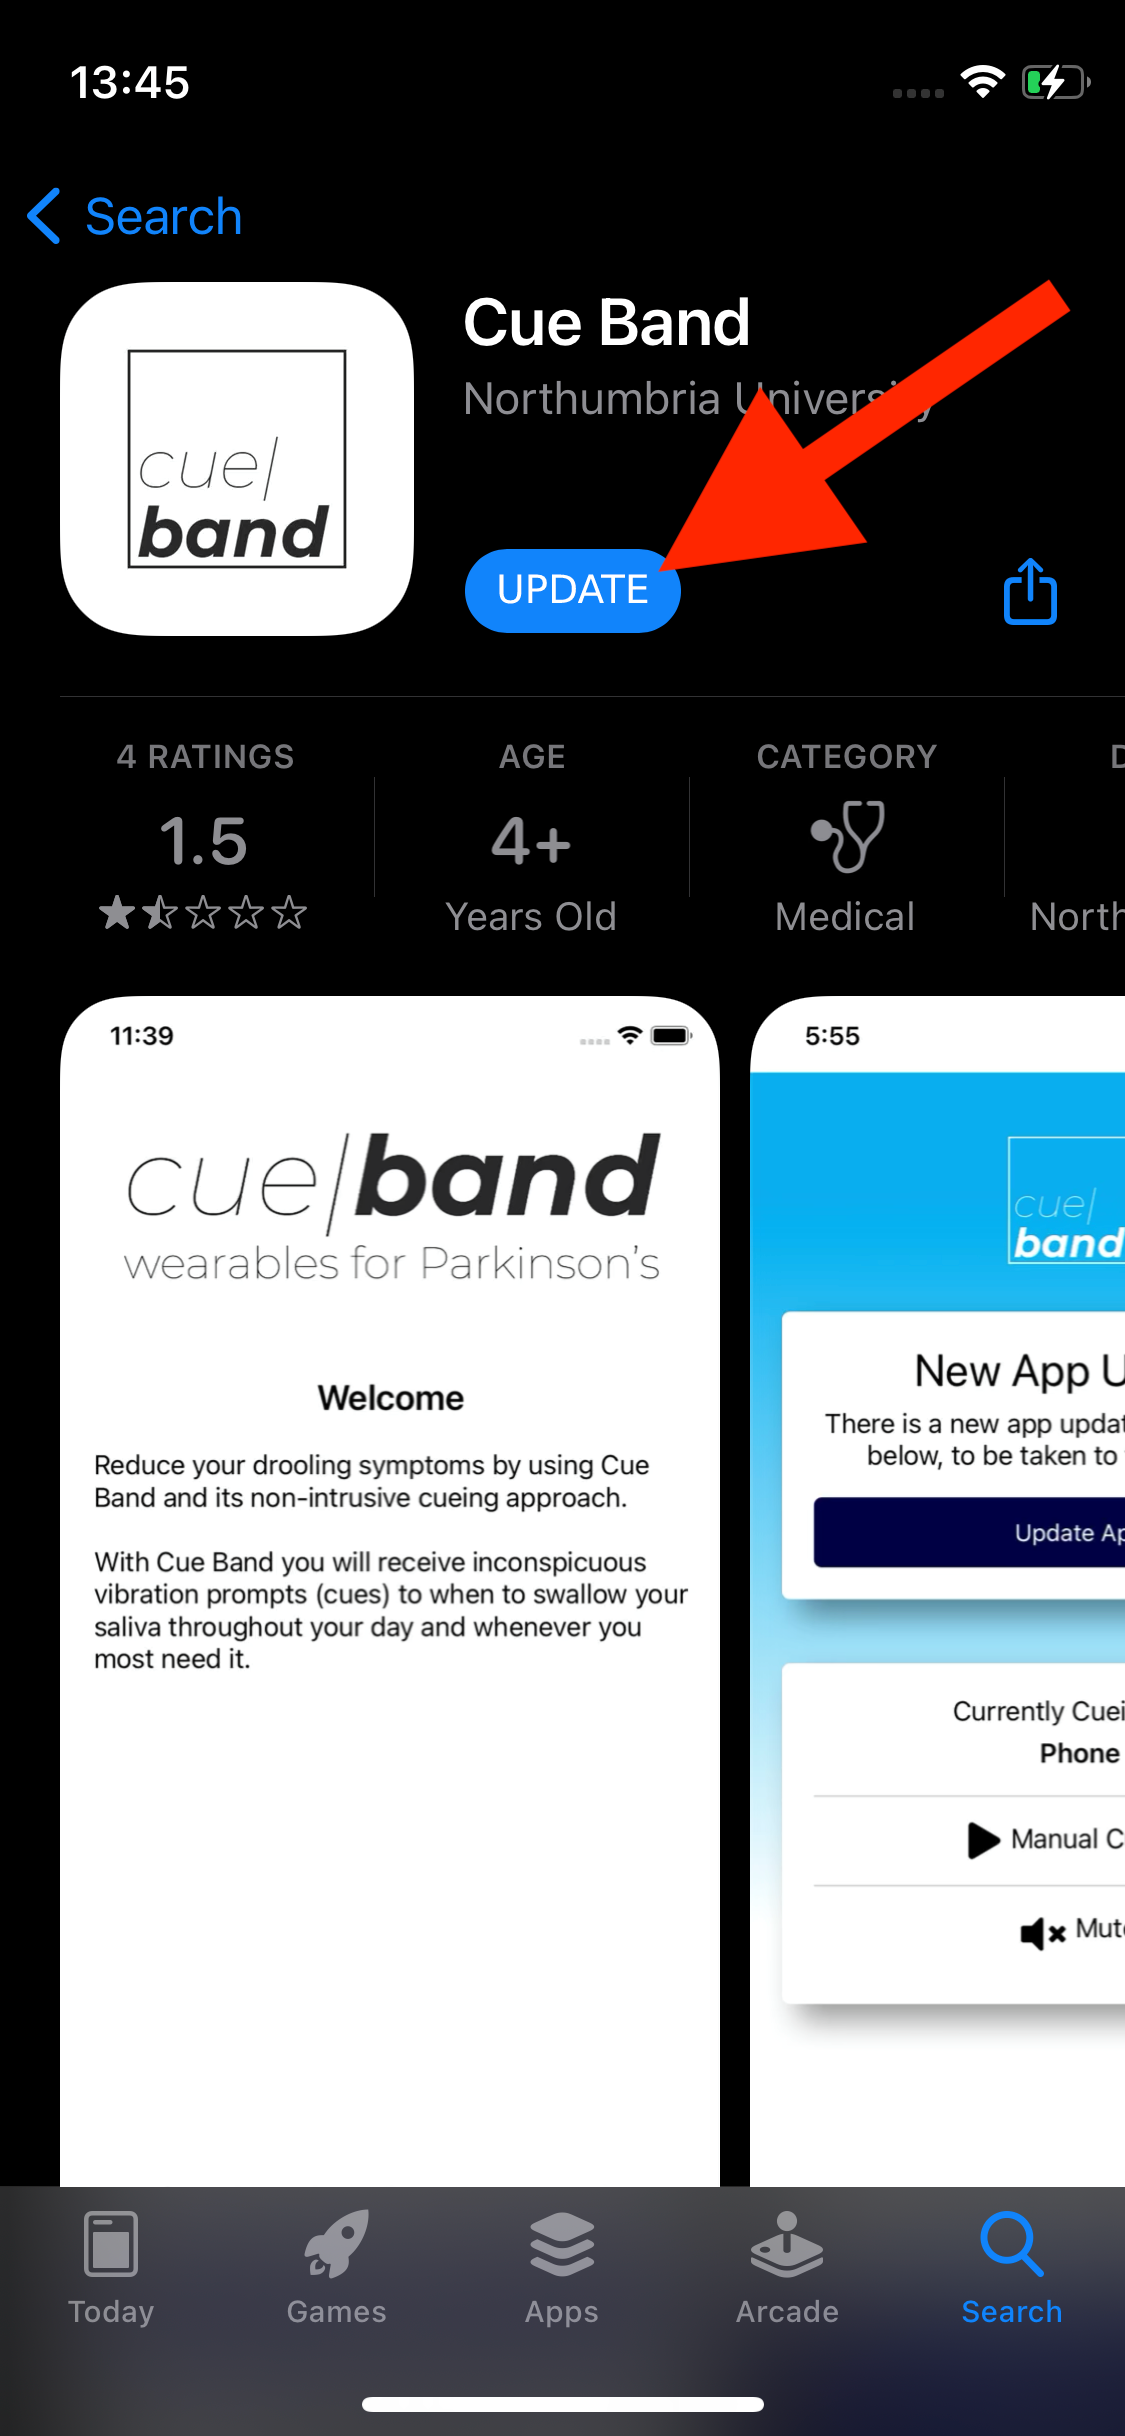 13:45
Search
cue/
band
Cue Band
Northumbria University
UPDATE
4 RATINGS
1.5
AGE
4+
Years Old
CATEGORY
Medical
D
North
11:39
cue/band
wearables for Parkinson's
Welcome
Reduce your drooling symptoms by using Cue
Band and its non-intrusive cueing approach.
With Cue Band you will receive inconspicuous
vibration prompts (cues) to when to swallow your
saliva throughout your day and whenever you
most need it.
5:55
cue/
band
New App U
There is a new app updat
below, to be taken to
Update Ap
Currently Cuei
Phone
Manual C
Mute
Today
Games
Apps
Arcade
Search